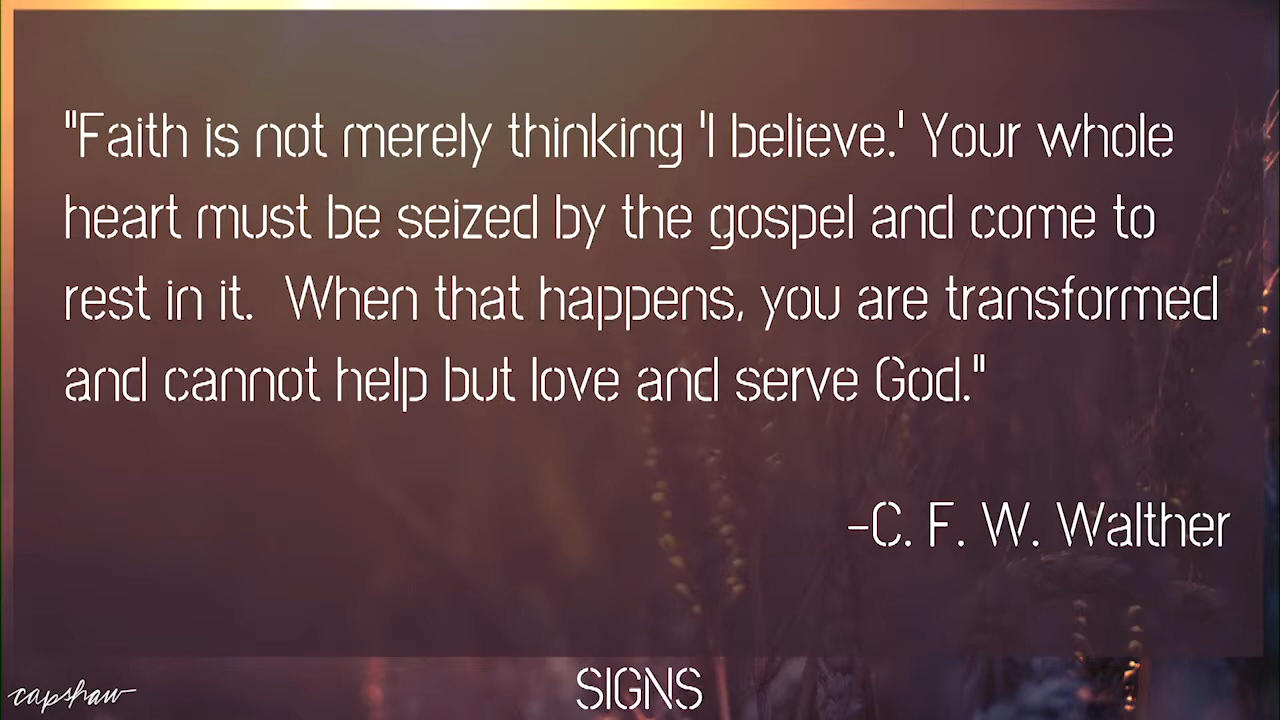 "Faith is not merely thinking 'I believe.' Your whole
heart must be seized by the gospel and come to
rest in it.  When that happens, you are transformed
and cannot help but love and serve God."
-C. F. W. Walther
capshaw
SIGNS